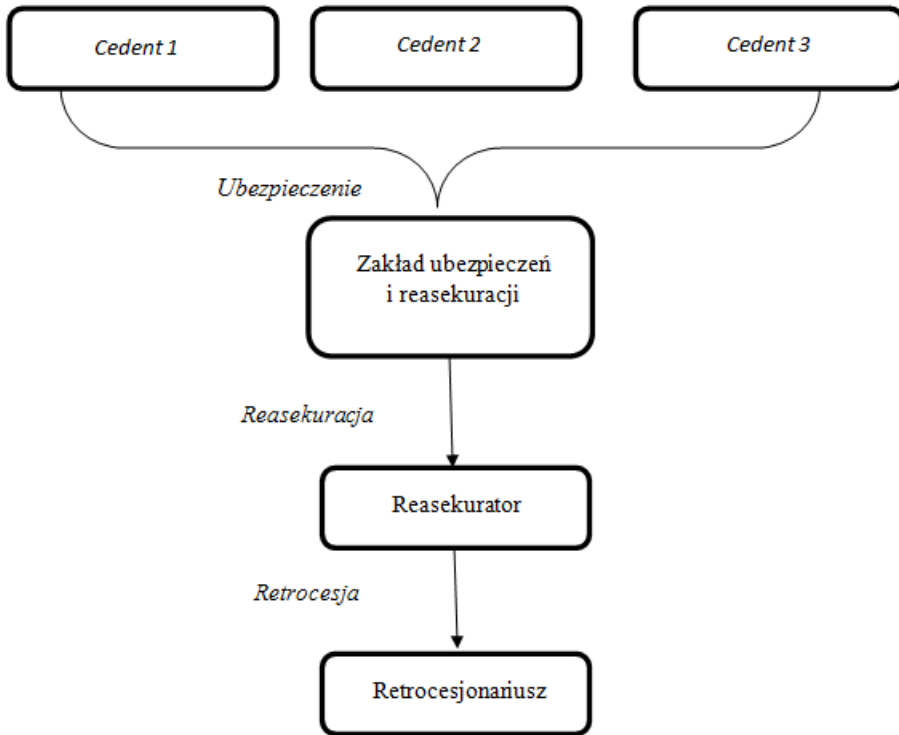 Cedent 1
Cedent 2
Cedent 3
Ubezpieczenie
Zakład ubezpieczeń
i reasekuracji
Reasekuracja
Reasekurator
Retrocesja
Retrocesjonariusz